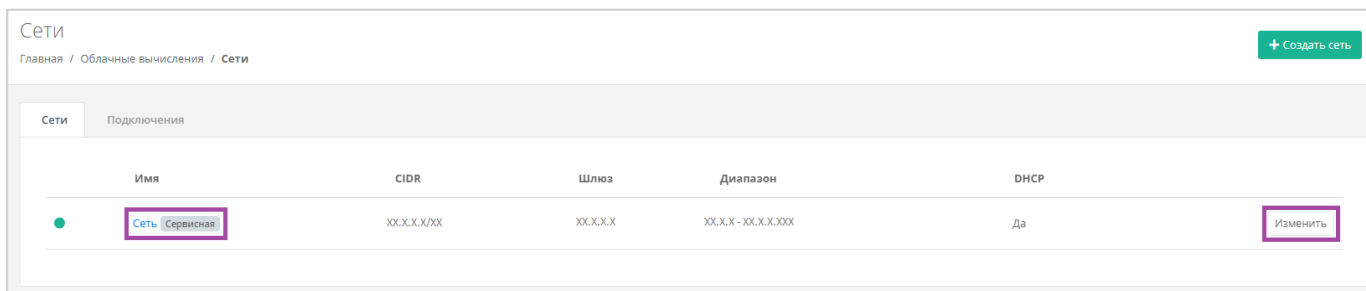 Сети
Главная / Облачные вычисления / Сети
+ Создать сеть
Сети Подключения
Имя CIDR Шлюз Диапазон DHCP
Сеть Сервисная XX.X.X.X/XX XX.X.X.X XX.X.X - XX.X.X.XXX Да Изменить